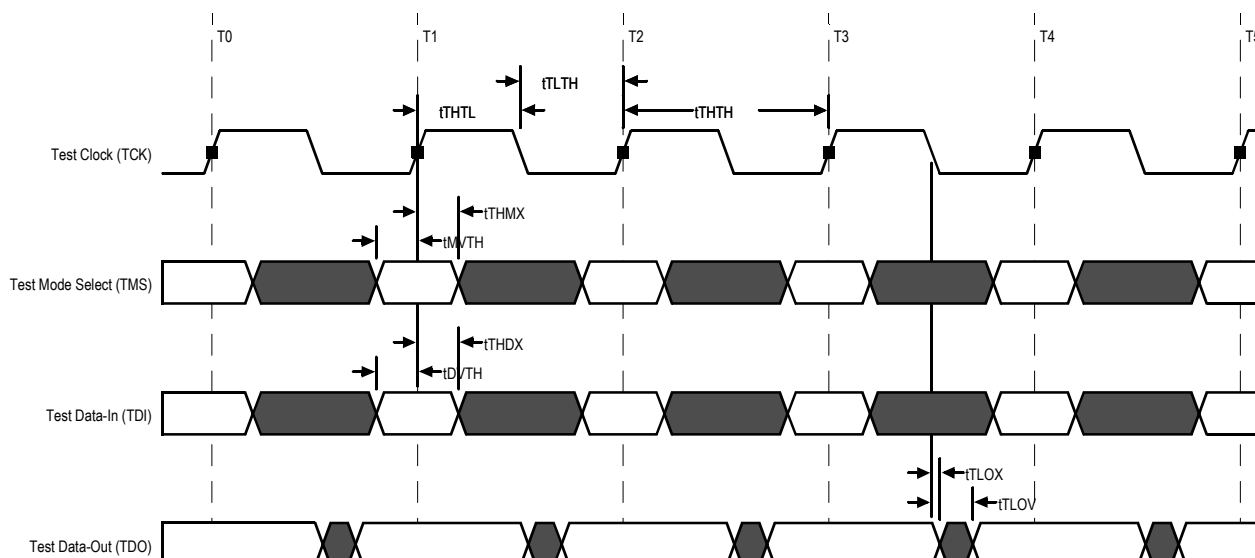 T0
T1
T2
T3
T4
T5
tTLTH
tTHTL
tTHTH
Test Clock (TCK)
tTHMX
tMVTH
Test Mode Select (TMS)
tTHDX
tDVTH
Test Data-In (TDI)
tTLOX
tTLOV
Test Data-Out (TDO)